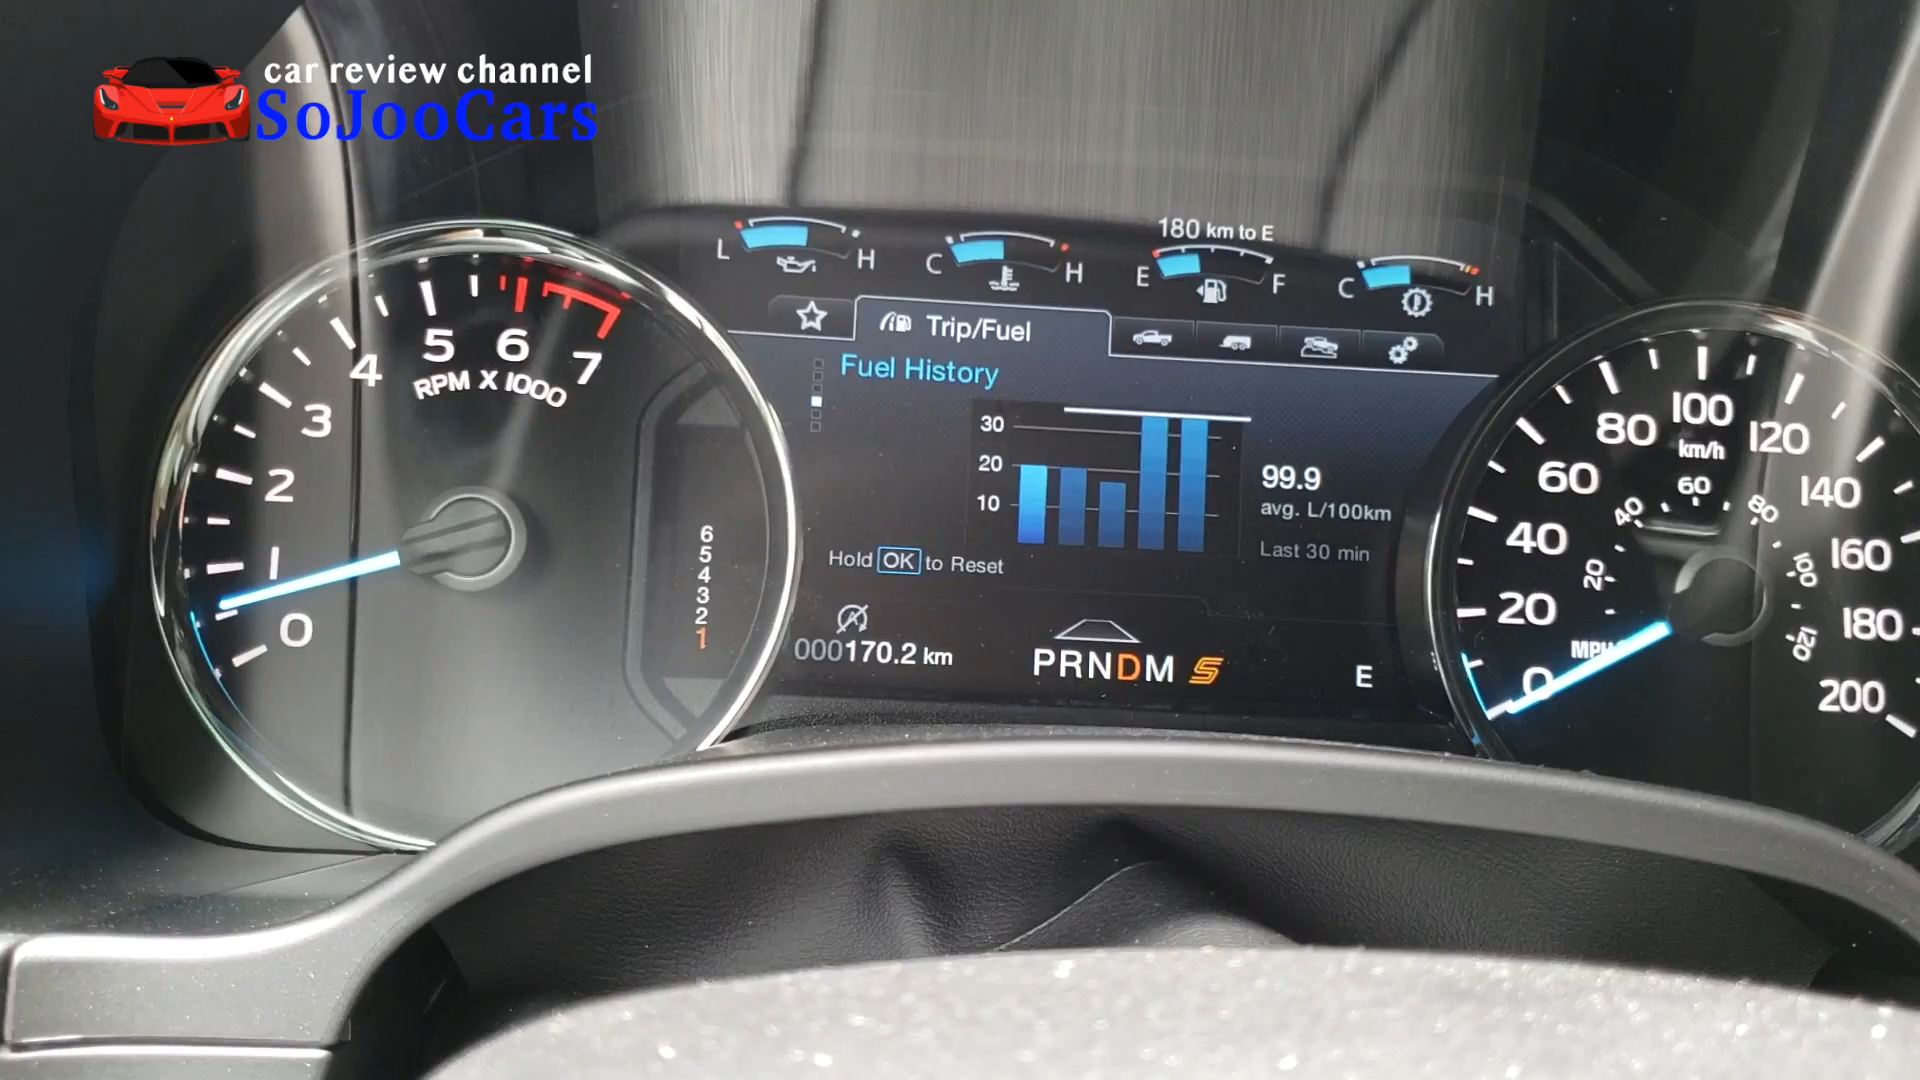 car review channel
SoJooCars
180 km to E
L H
C H
E F
C H
Trip/Fuel
Fuel History
30
20
10
99.9
avg. L/100km
Last 30 min
Hold OK to Reset
000170.2 km
PRNDM S
E
0 1 2 3 4 5 6 7
RPM X 1000
6
5
4
3
2
1
0 20 40 60 80 100 120 140 160 180 200
km/h
20 40 60 80 100 120
MPH